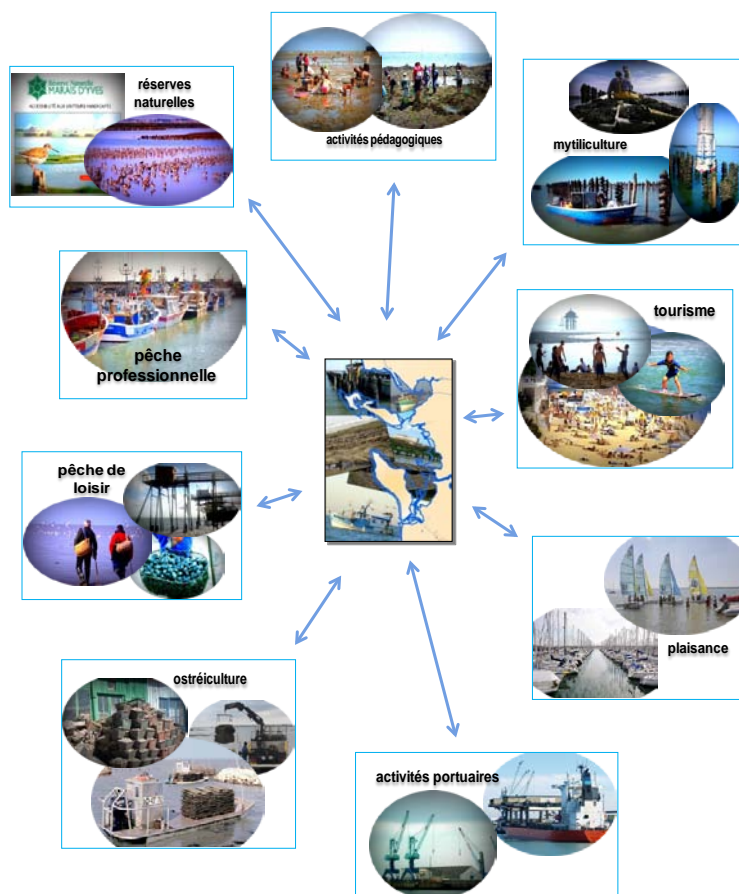 Réserve Naturelle
MARAIS D'YVES
réserves
naturelles
activités pédagogiques
mytiliculture
tourisme
pêche
professionnelle
pêche de
loisir
plaisance
ostréiculture
activités portuaires